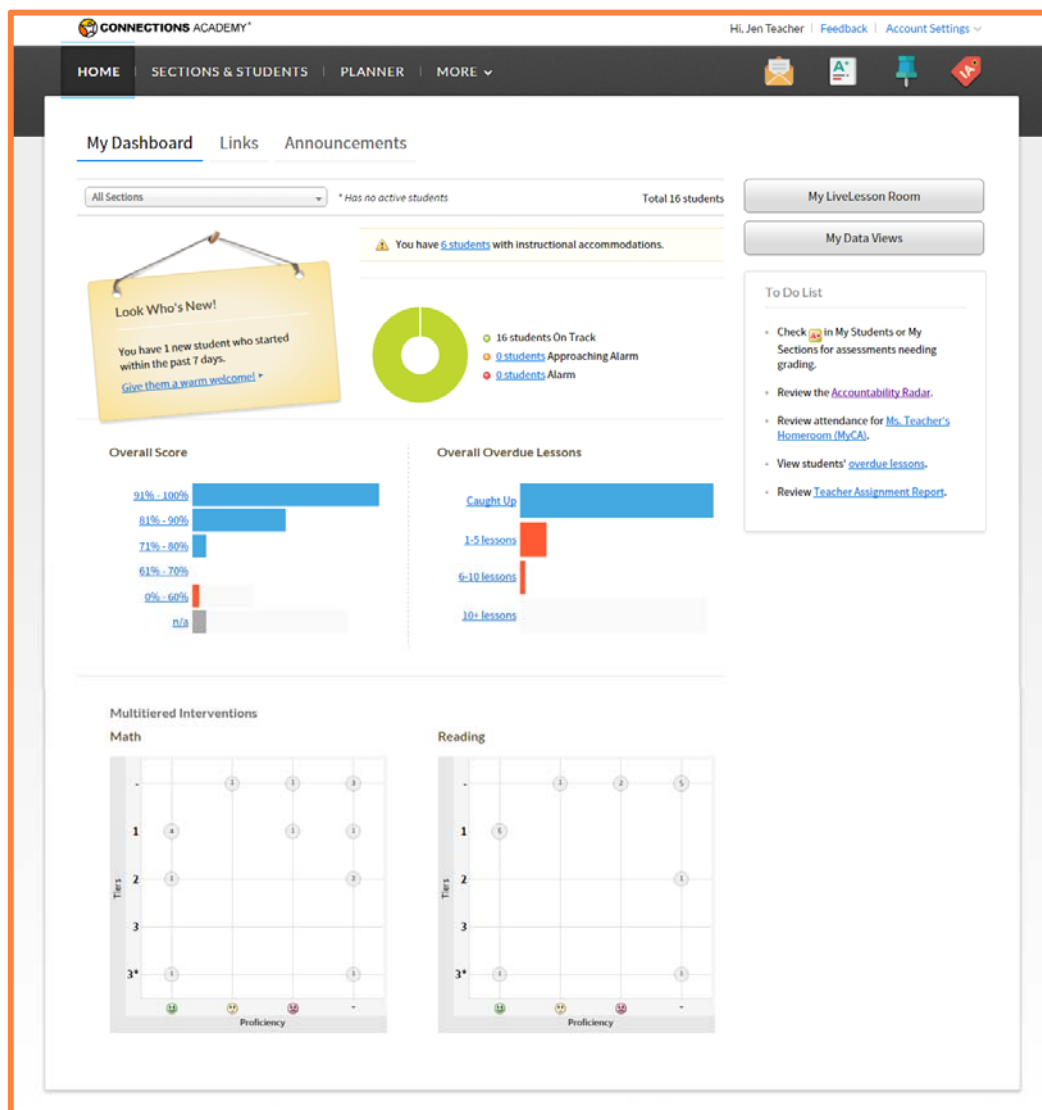 CONNECTIONS ACADEMY®
Hi, Jen Teacher | Feedback | Account Settings
HOME | SECTIONS & STUDENTS | PLANNER | MORE
My Dashboard Links Announcements
All Sections
* Has no active students
Total 16 students
My LiveLesson Room
My Data Views
You have 6 students with instructional accommodations.
Look Who's New!
You have 1 new student who started
within the past 7 days.
Give them a warm welcome!
16 students On Track
0 students Approaching Alarm
0 students Alarm
To Do List
Check A+ in My Students or My
Sections for assessments needing
grading.
Review the Accountability Radar.
Review attendance for Ms. Teacher's
Homeroom (MyCA).
View students' overdue lessons.
Review Teacher Assignment Report.
Overall Score
91% - 100%
81% - 90%
71% - 80%
61% - 70%
0% - 60%
n/a
Overall Overdue Lessons
Caught Up
1-5 lessons
6-10 lessons
10+ lessons
Multitiered Interventions
Math
Tiers
-
1
2
3
3*
-
Proficiency
Reading
Tiers
-
1 2 5
1
2
1
3
3*
1 1
-
Proficiency